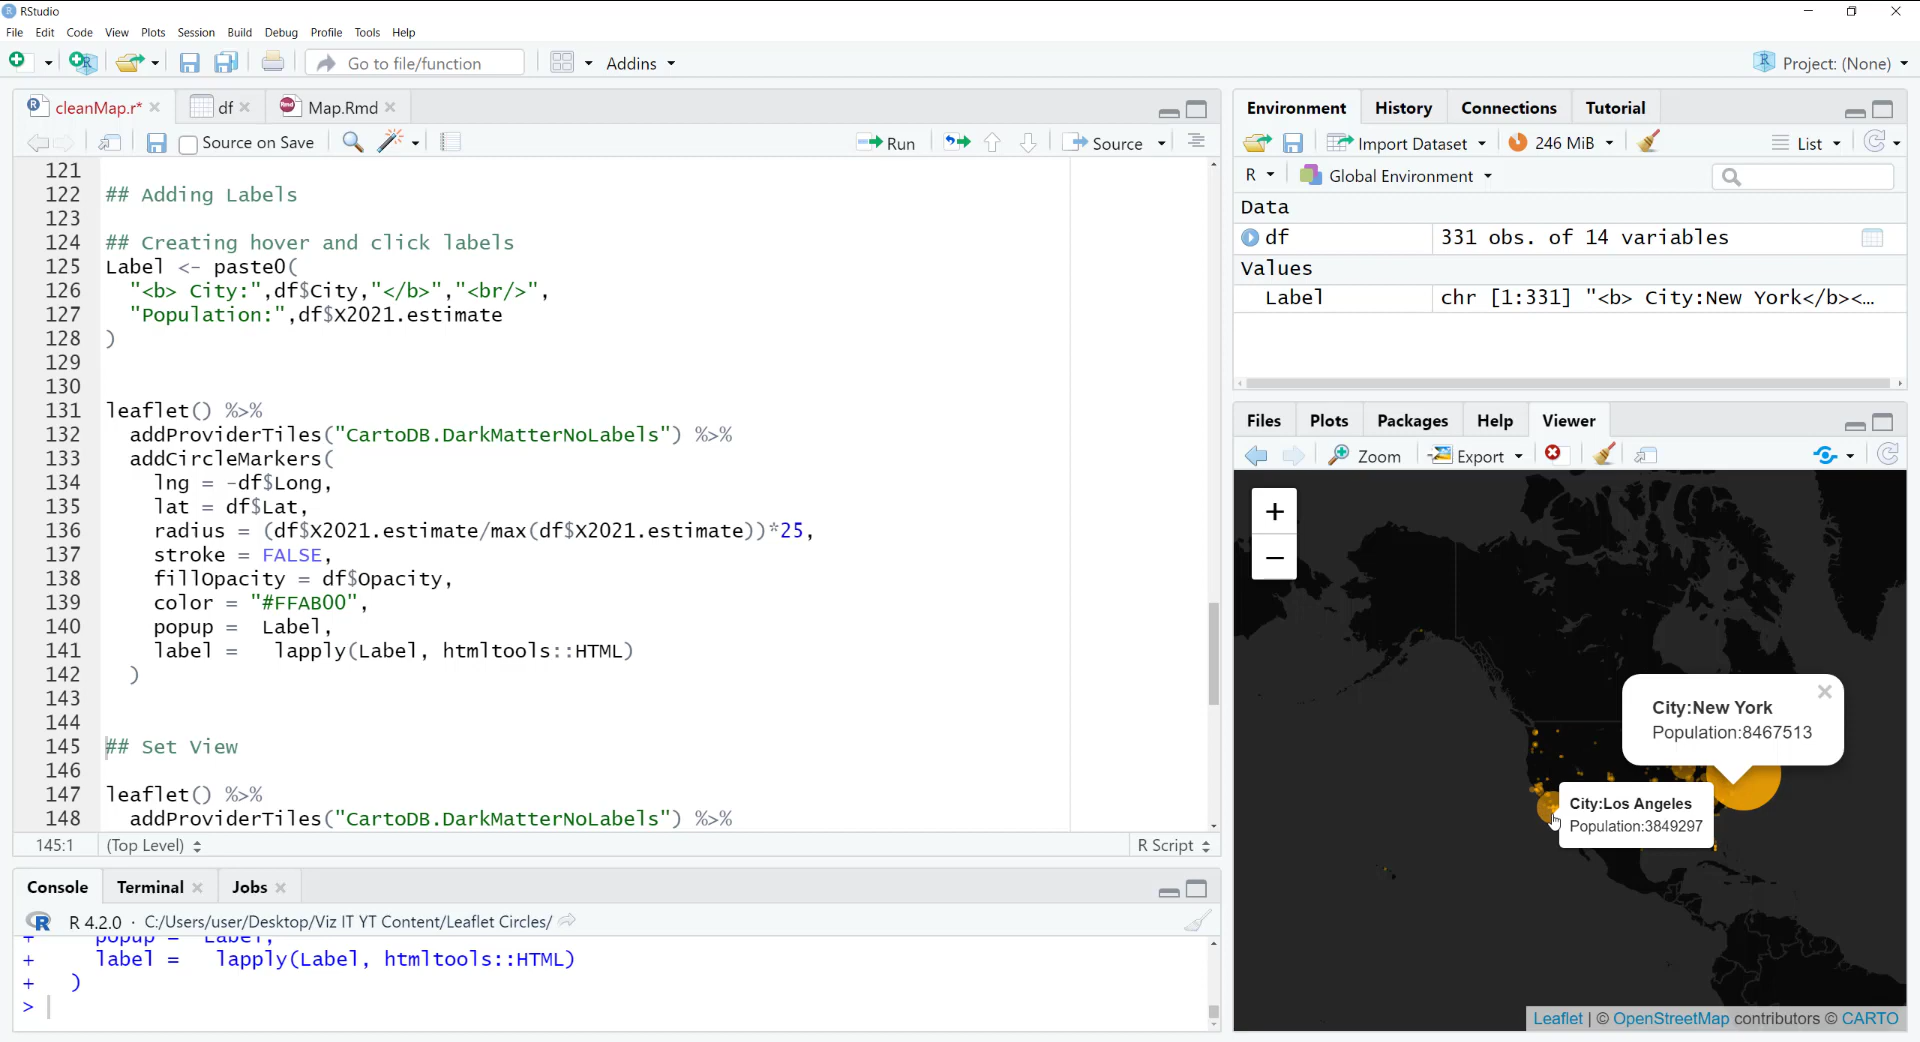 RStudio
File Edit Code View Plots Session Build Debug Profile Tools Help
Go to file/function Addins Project: (None)
cleanMap.r* df Map.Rmd
Source on Save Run Source
121
122 ## Adding Labels
123
124 ## Creating hover and click labels
125 Label <- paste0(
126 "<b> City:",df$City,"</b>","<br/>",
127 "Population:",df$X2021.estimate
128 )
129
130
131 leaflet() %>%
132 addProviderTiles("CartoDB.DarkMatterNoLabels") %>%
133 addCircleMarkers(
134 lng = -df$Long,
135 lat = df$Lat,
136 radius = (df$X2021.estimate/max(df$X2021.estimate))*25,
137 stroke = FALSE,
138 fillOpacity = df$Opacity,
139 color = "#FFAB00",
140 popup = Label,
141 label = lapply(Label, htmltools::HTML)
142 )
143
144
145 ## Set View
146
147 leaflet() %>%
148 addProviderTiles("CartoDB.DarkMatterNoLabels") %>%
145:1 (Top Level) R Script
Console Terminal Jobs
R 4.2.0 · C:/Users/user/Desktop/Viz IT YT Content/Leaflet Circles/
+ popup = Label,
+ label = lapply(Label, htmltools::HTML)
+ )
>
Environment History Connections Tutorial
Import Dataset 246 MiB List
R Global Environment
Data
df 331 obs. of 14 variables
Values
Label chr [1:331] "<b> City:New York</b><…
Files Plots Packages Help Viewer
Zoom Export
+
−
City:New York
Population:8467513
City:Los Angeles
Population:3849297
Leaflet | © OpenStreetMap contributors © CARTO